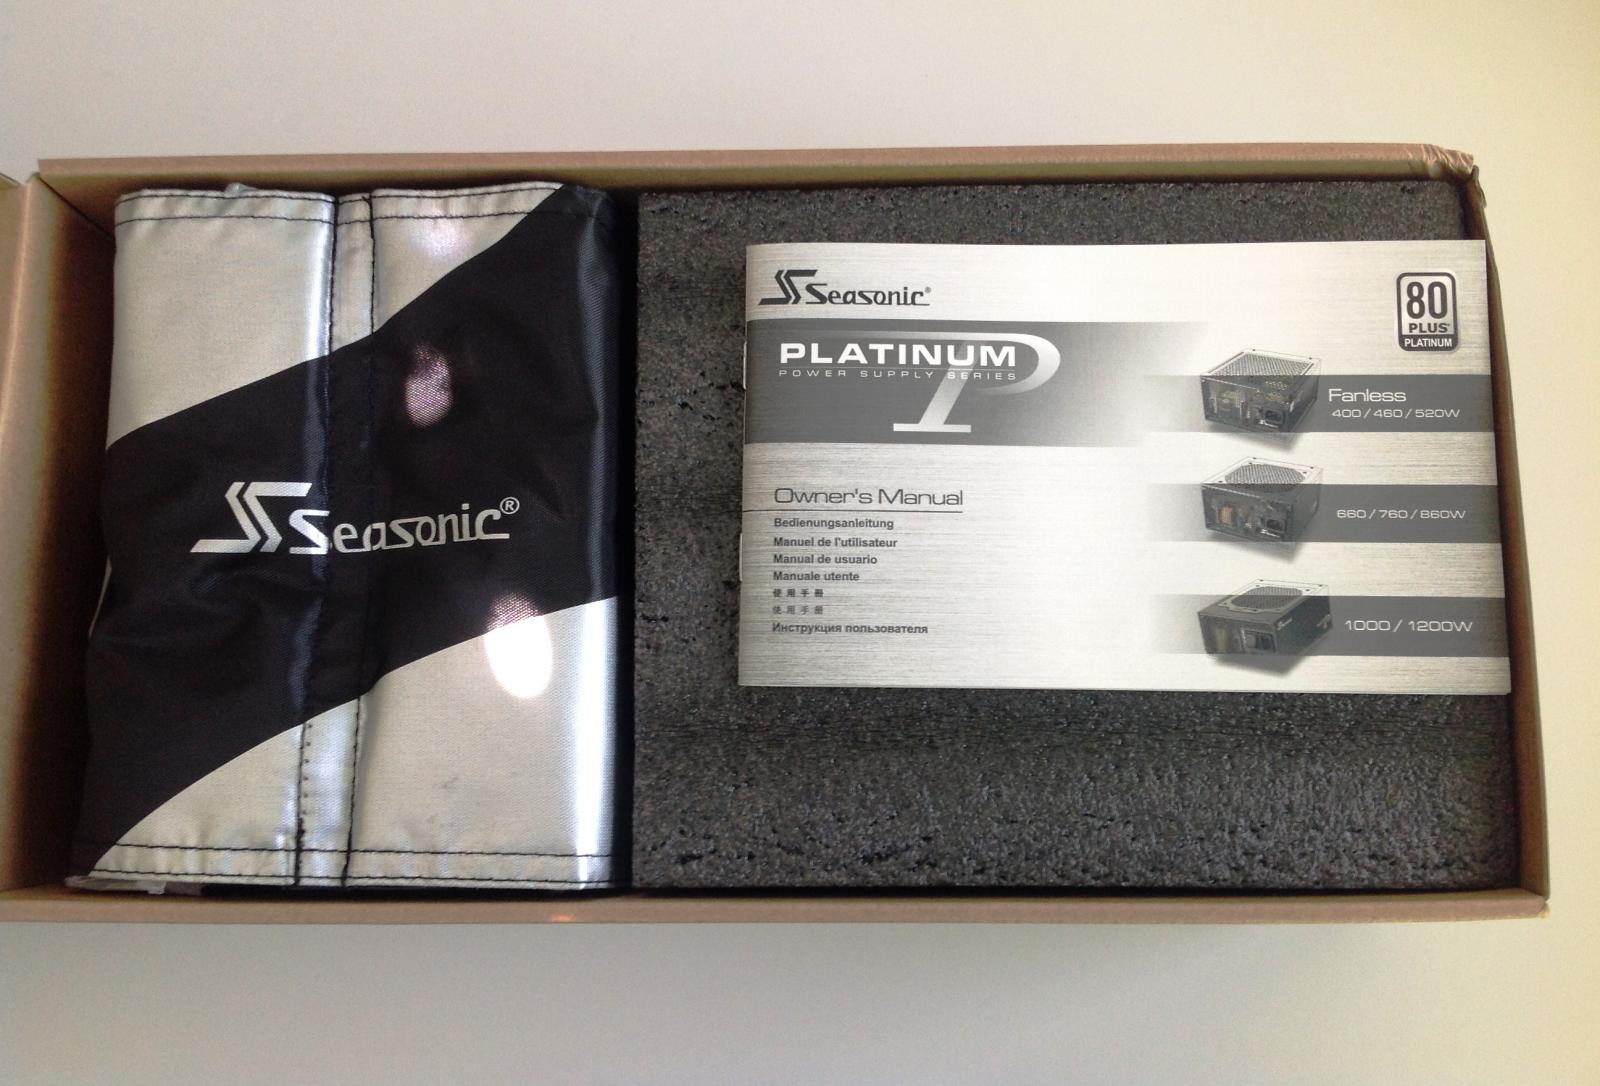 Seasonic®
Seasonic®
80
PLUS®
PLATINUM
PLATINUM
POWER SUPPLY SERIES
Fanless
400 / 460 / 520W
660 / 760 / 860W
1000 / 1200W
Owner's Manual
Bedienungsanleitung
Manuel de l'utilisateur
Manual de usuario
Manuale utente
使用手冊
使用手册
Инструкция пользователя